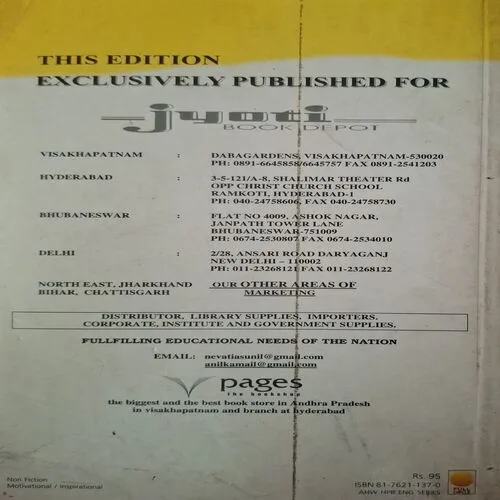 THIS EDITION
EXCLUSIVELY PUBLISHED FOR
jyoti
BOOK DEPOT
VISAKHAPATNAM : DABAGARDENS, VISAKHAPATNAM-530020
PH: 0891-6645858/6645757 FAX 0891-2541203
HYDERABAD : 3-5-121/A-8, SHALIMAR THEATER Rd
OPP CHRIST CHURCH SCHOOL
RAMKOTI, HYDERABAD-1
PH: 040-24758606, FAX 040-24758730
BHUBANESWAR : FLAT NO 4009, ASHOK NAGAR,
JANPATH TOWER LANE
BHUBANESWAR-751009
PH: 0674-2530807 FAX 0674-2534010
DELHI : 2/28, ANSARI ROAD DARYAGANJ
NEW DELHI – 110002
PH: 011-23268121 FAX 011-23268122
NORTH EAST, JHARKHAND OUR OTHER AREAS OF
BIHAR, CHATTISGARH MARKETING
DISTRIBUTOR, LIBRARY SUPPLIES, IMPORTERS,
CORPORATE, INSTITUTE AND GOVERNMENT SUPPLIES.
FULLFILLING EDUCATIONAL NEEDS OF THE NATION
EMAIL: nevatiasunil@gmail.com
anilkamail@gmail.com
pages
the bookshop
the biggest and the best book store in Andhra Pradesh
in visakhapatnam and branch at hyderabad
Non Fiction
Motivational / Inspirational
Rs. 95
ISBN 81-7621-137-0
AHW HPB ENG SERIES